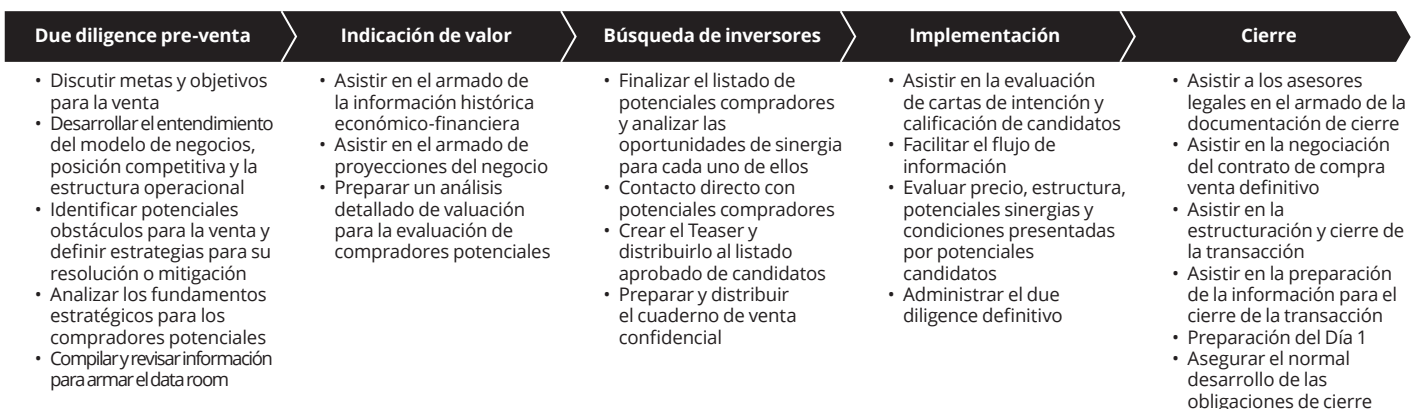 Due diligence pre-venta
Indicación de valor
Búsqueda de inversores
Implementación
Cierre
• Discutir metas y objetivos
para la venta
• Desarrollar el entendimiento
del modelo de negocios,
posición competitiva y la
estructura operacional
• Identificar potenciales
obstáculos para la venta y
definir estrategias para su
resolución o mitigación
• Analizar los fundamentos
estratégicos para los
compradores potenciales
• Compilar y revisar información
para armar el data room
• Asistir en el armado de
la información histórica
económico-financiera
• Asistir en el armado de
proyecciones del negocio
• Preparar un análisis
detallado de valuación
para la evaluación de
compradores potenciales
• Finalizar el listado de
potenciales compradores
y analizar las
oportunidades de sinergia
para cada uno de ellos
• Contacto directo con
potenciales compradores
• Crear el Teaser y
distribuirlo al listado
aprobado de candidatos
• Preparar y distribuir
el cuaderno de venta
confidencial
• Asistir en la evaluación
de cartas de intención y
calificación de candidatos
• Facilitar el flujo de
información
• Evaluar precio, estructura,
potenciales sinergias y
condiciones presentadas
por potenciales
candidatos
• Administrar el due
diligence definitivo
• Asistir a los asesores
legales en el armado de la
documentación de cierre
• Asistir en la negociación
del contrato de compra
venta definitivo
• Asistir en la
estructuración y cierre de
la transacción
• Asistir en la preparación
de la información para el
cierre de la transacción
• Preparación del Día 1
• Asegurar el normal
desarrollo de las
obligaciones de cierre